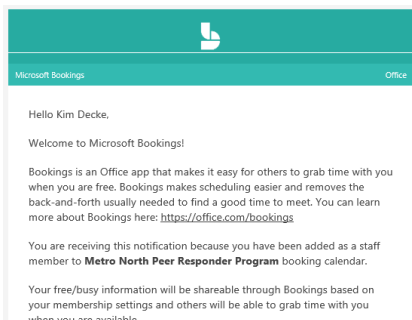 Microsoft Bookings Office
Hello Kim Decke,
Welcome to Microsoft Bookings!
Bookings is an Office app that makes it easy for others to grab time with you
when you are free. Bookings makes scheduling easier and removes the
back-and-forth usually needed to find a good time to meet. You can learn
more about Bookings here: https://office.com/bookings
You are receiving this notification because you have been added as a staff
member to Metro North Peer Responder Program booking calendar.
Your free/busy information will be shareable through Bookings based on
your membership settings and others will be able to grab time with you
when you are available